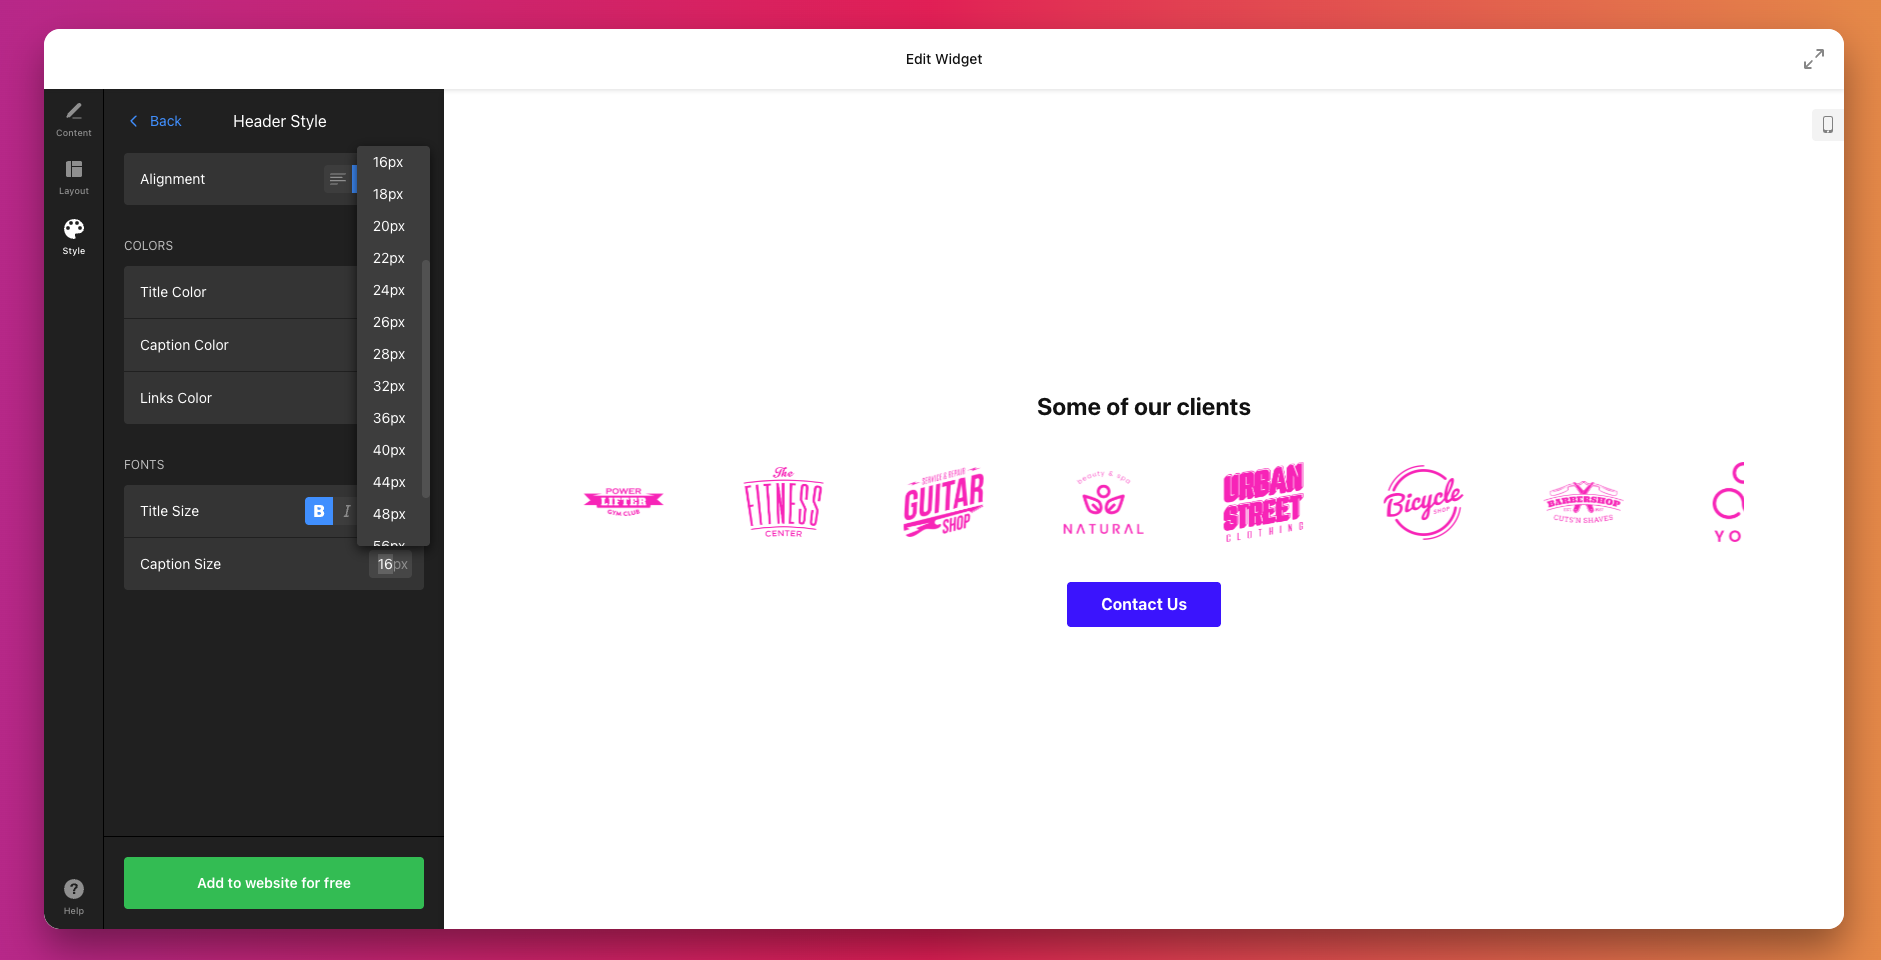 Edit Widget
Content
Layout
Style
Help
Back
Header Style
Alignment
COLORS
Title Color
Caption Color
Links Color
FONTS
Title Size
B I
Caption Size
16px
16px
18px
20px
22px
24px
26px
28px
32px
36px
40px
44px
48px
56px
Add to website for free
Some of our clients
POWER
LIFTER
GYM CLUB
The
FITNESS
CENTER
SERVICE & REPAIR
GUITAR
SHOP
beauty & spa
NATURAL
URBAN
STREET
CLOTHING
Bicycle
SHOP
BARBERSHOP
CUTS'N SHAVES
YO
Contact Us